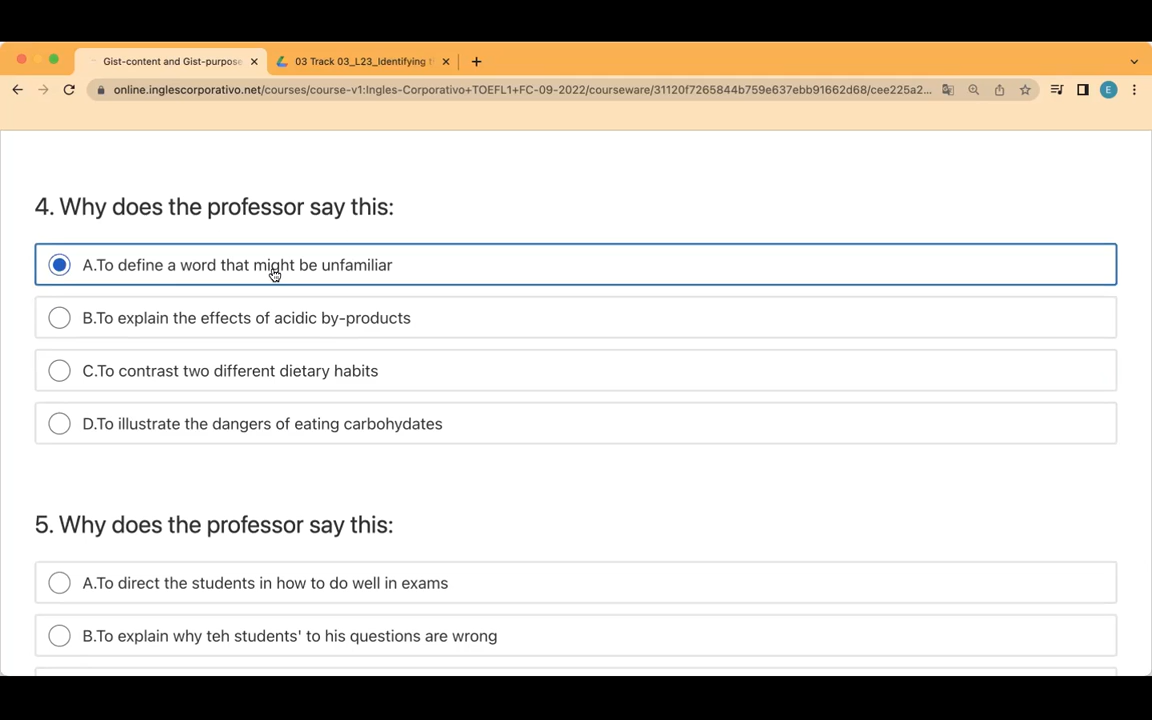 Gist-content and Gist-purpose
03 Track 03_L23_Identifying t
online.inglescorporativo.net/courses/course-v1:Ingles-Corporativo+TOEFL1+FC-09-2022/courseware/31120f7265844b759e637ebb91662d68/cee225a2...
E
4. Why does the professor say this:
A.To define a word that might be unfamiliar
B.To explain the effects of acidic by-products
C.To contrast two different dietary habits
D.To illustrate the dangers of eating carbohydates
5. Why does the professor say this:
A.To direct the students in how to do well in exams
B.To explain why teh students' to his questions are wrong